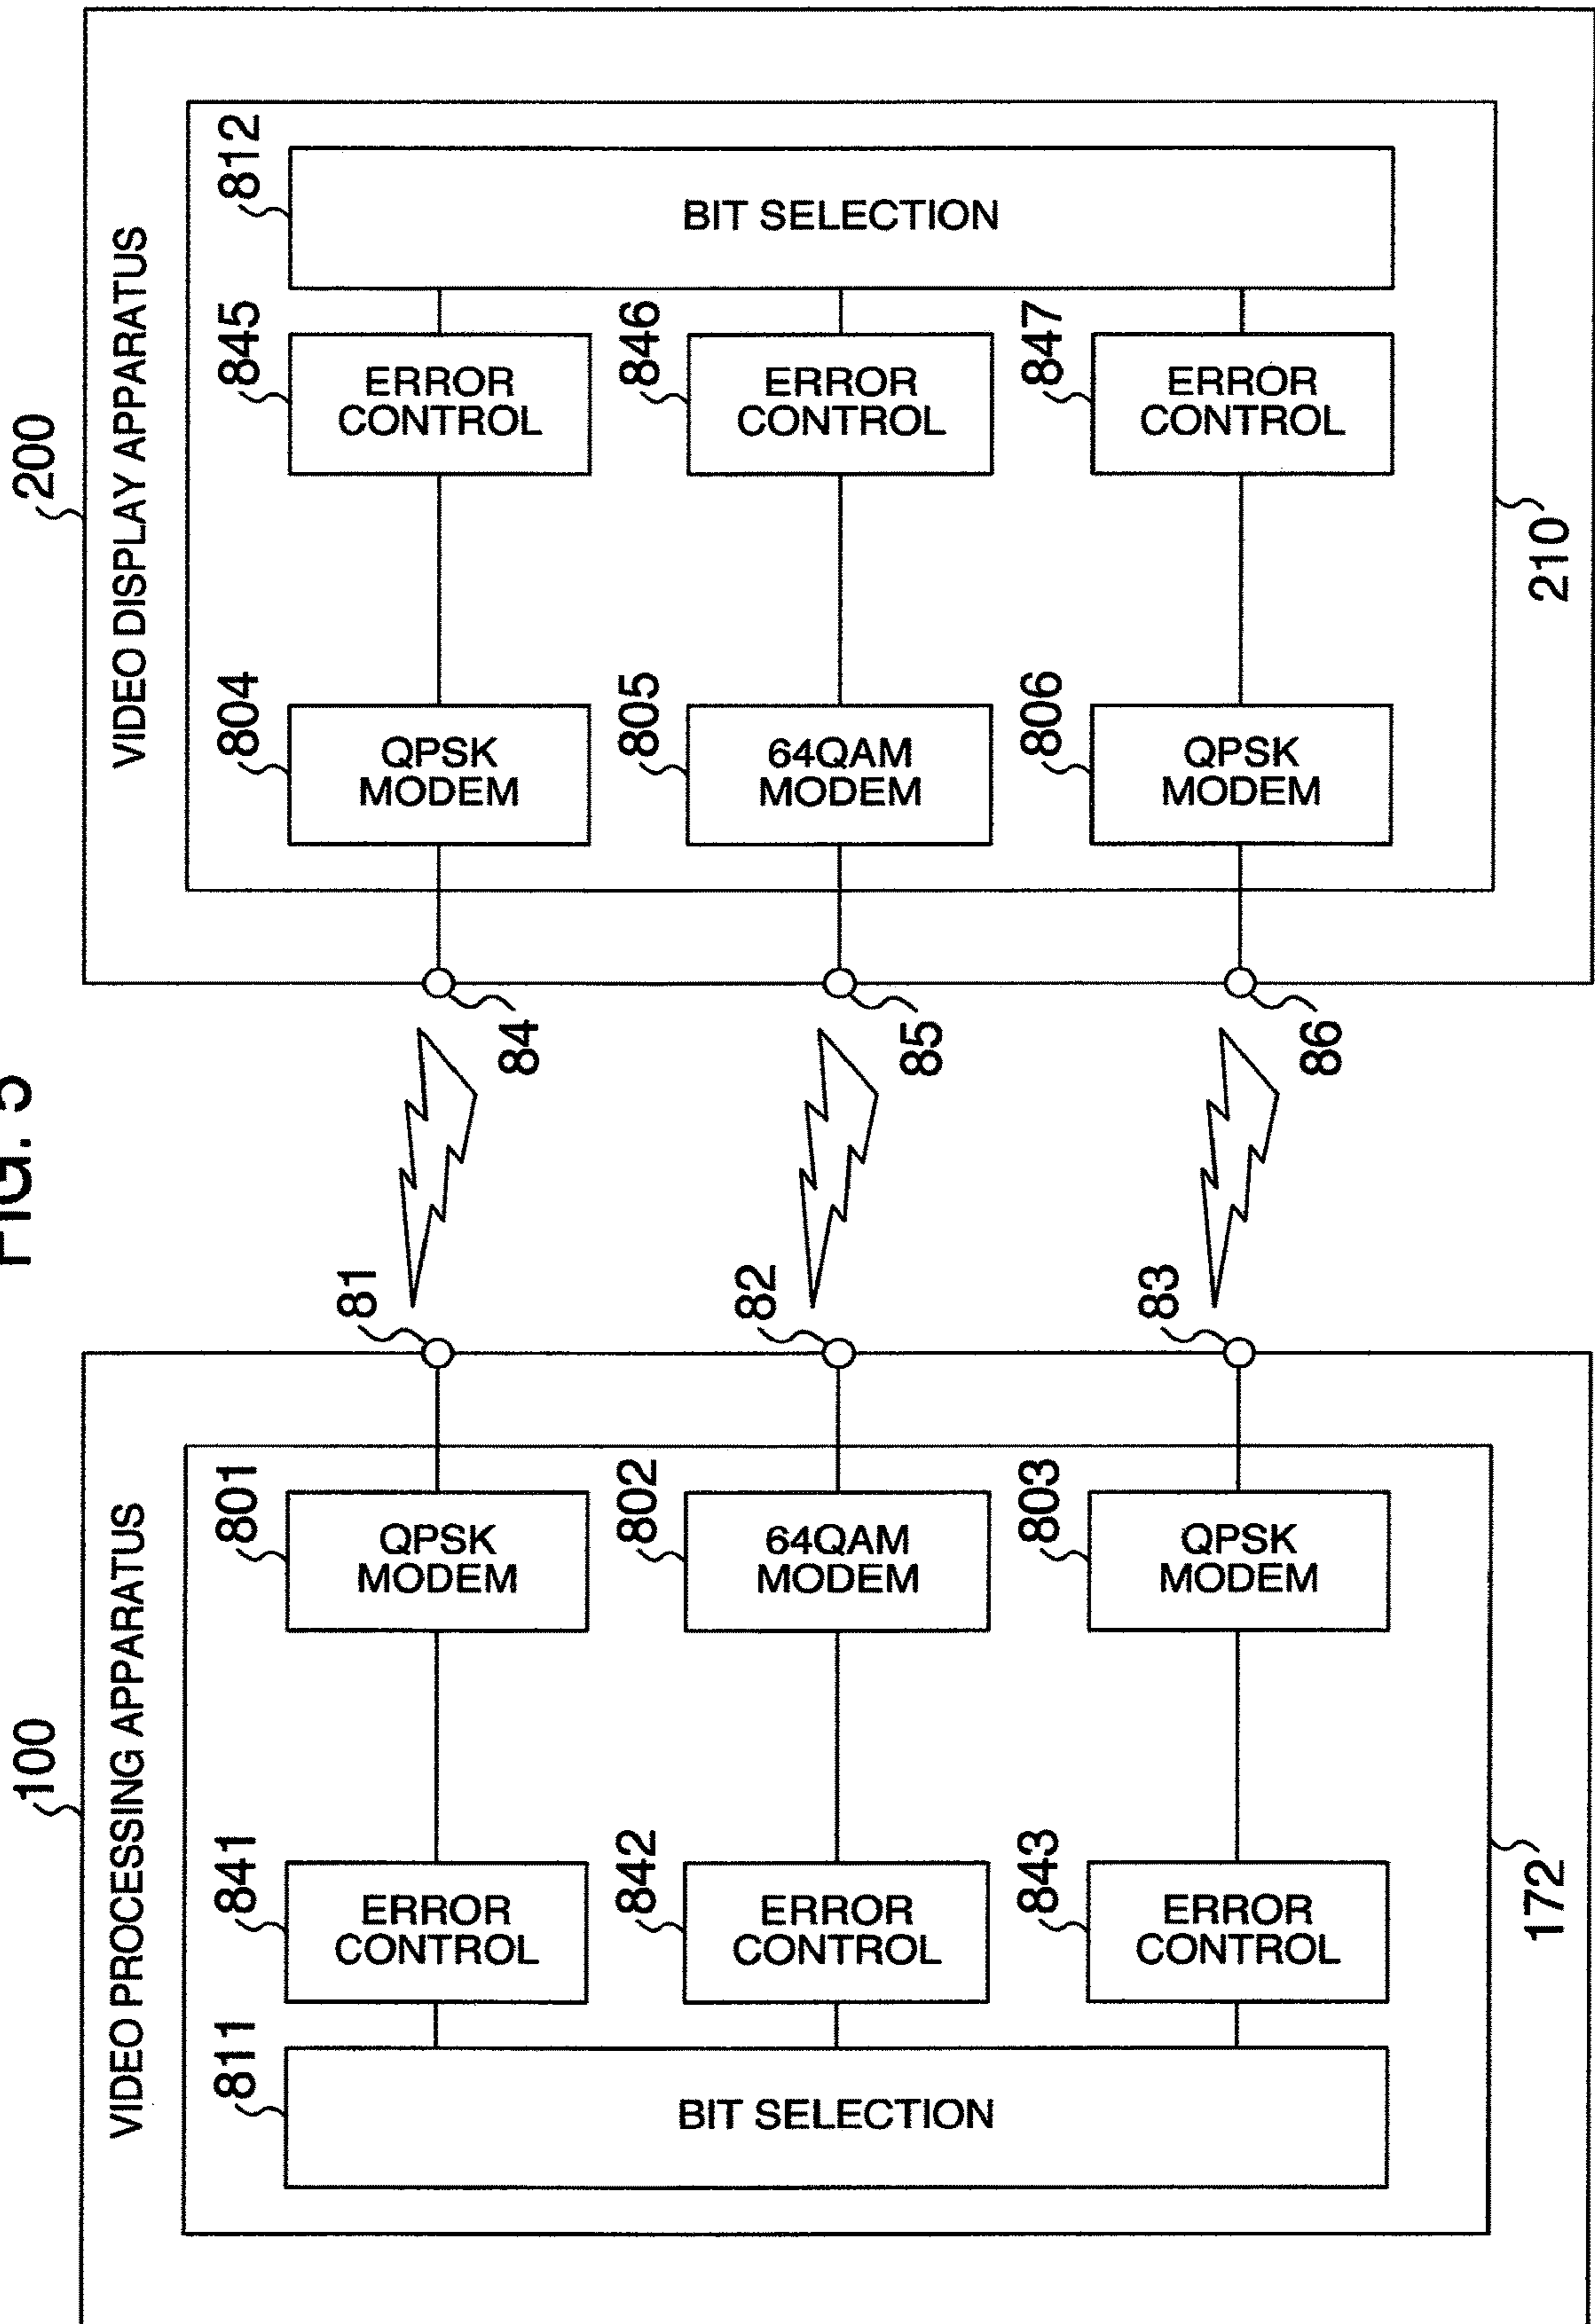 FIG. 5
100
VIDEO PROCESSING APPARATUS
811
BIT SELECTION
841
ERROR
CONTROL
801
QPSK
MODEM
81
842
ERROR
CONTROL
802
64QAM
MODEM
82
843
ERROR
CONTROL
803
QPSK
MODEM
83
172
200
VIDEO DISPLAY APPARATUS
84
804
QPSK
MODEM
845
ERROR
CONTROL
812
BIT SELECTION
85
805
64QAM
MODEM
846
ERROR
CONTROL
86
806
QPSK
MODEM
847
ERROR
CONTROL
210